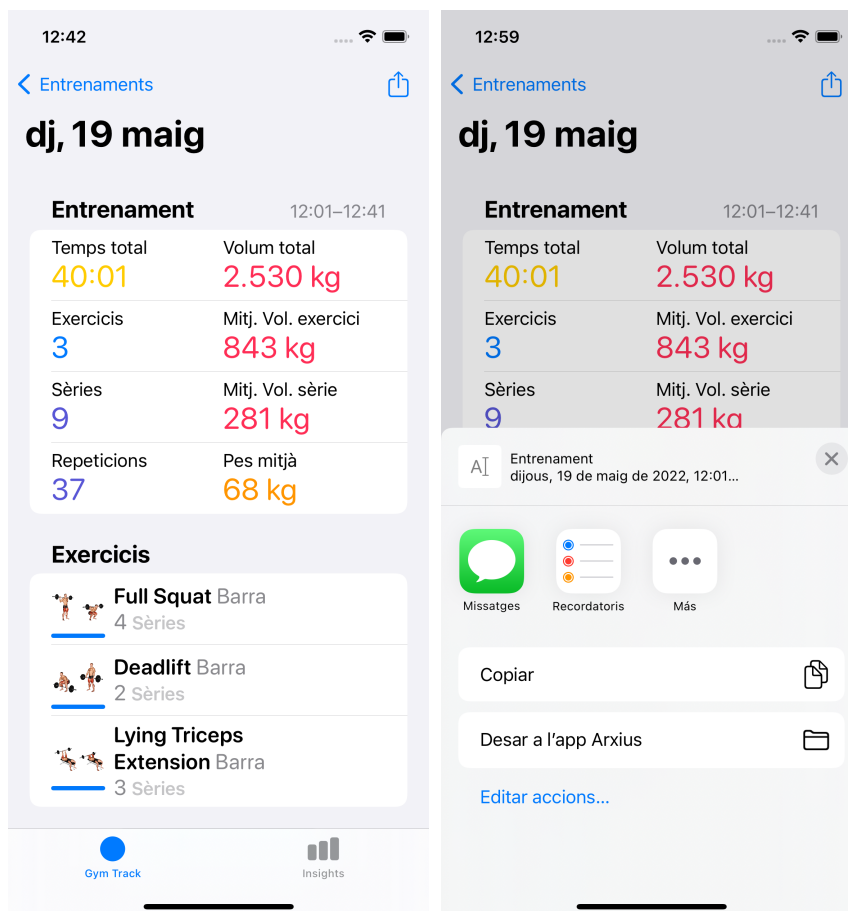 12:42
Entrenaments
dj, 19 maig
Entrenament 12:01–12:41
Temps total Volum total
40:01 2.530 kg
Exercicis Mitj. Vol. exercici
3 843 kg
Sèries Mitj. Vol. sèrie
9 281 kg
Repeticions Pes mitjà
37 68 kg
Exercicis
Full Squat Barra
4 Sèries
Deadlift Barra
2 Sèries
Lying Triceps
Extension Barra
3 Sèries
Gym Track Insights
12:59
Entrenaments
dj, 19 maig
Entrenament 12:01–12:41
Temps total Volum total
40:01 2.530 kg
Exercicis Mitj. Vol. exercici
3 843 kg
Sèries Mitj. Vol. sèrie
9 281 kg
Entrenament
dijous, 19 de maig de 2022, 12:01...
Missatges Recordatoris Más
Copiar
Desar a l’app Arxius
Editar accions...